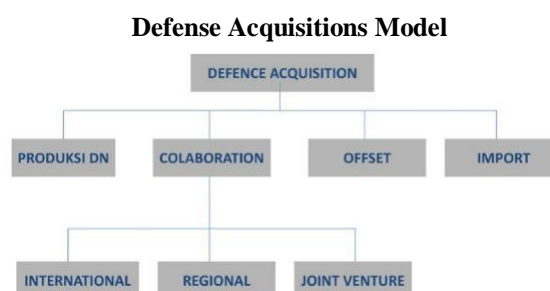 Defense Acquisitions Model
DEFENCE ACQUISITION
PRODUKSI DN
COLABORATION
OFFSET
IMPORT
INTERNATIONAL
REGIONAL
JOINT VENTURE